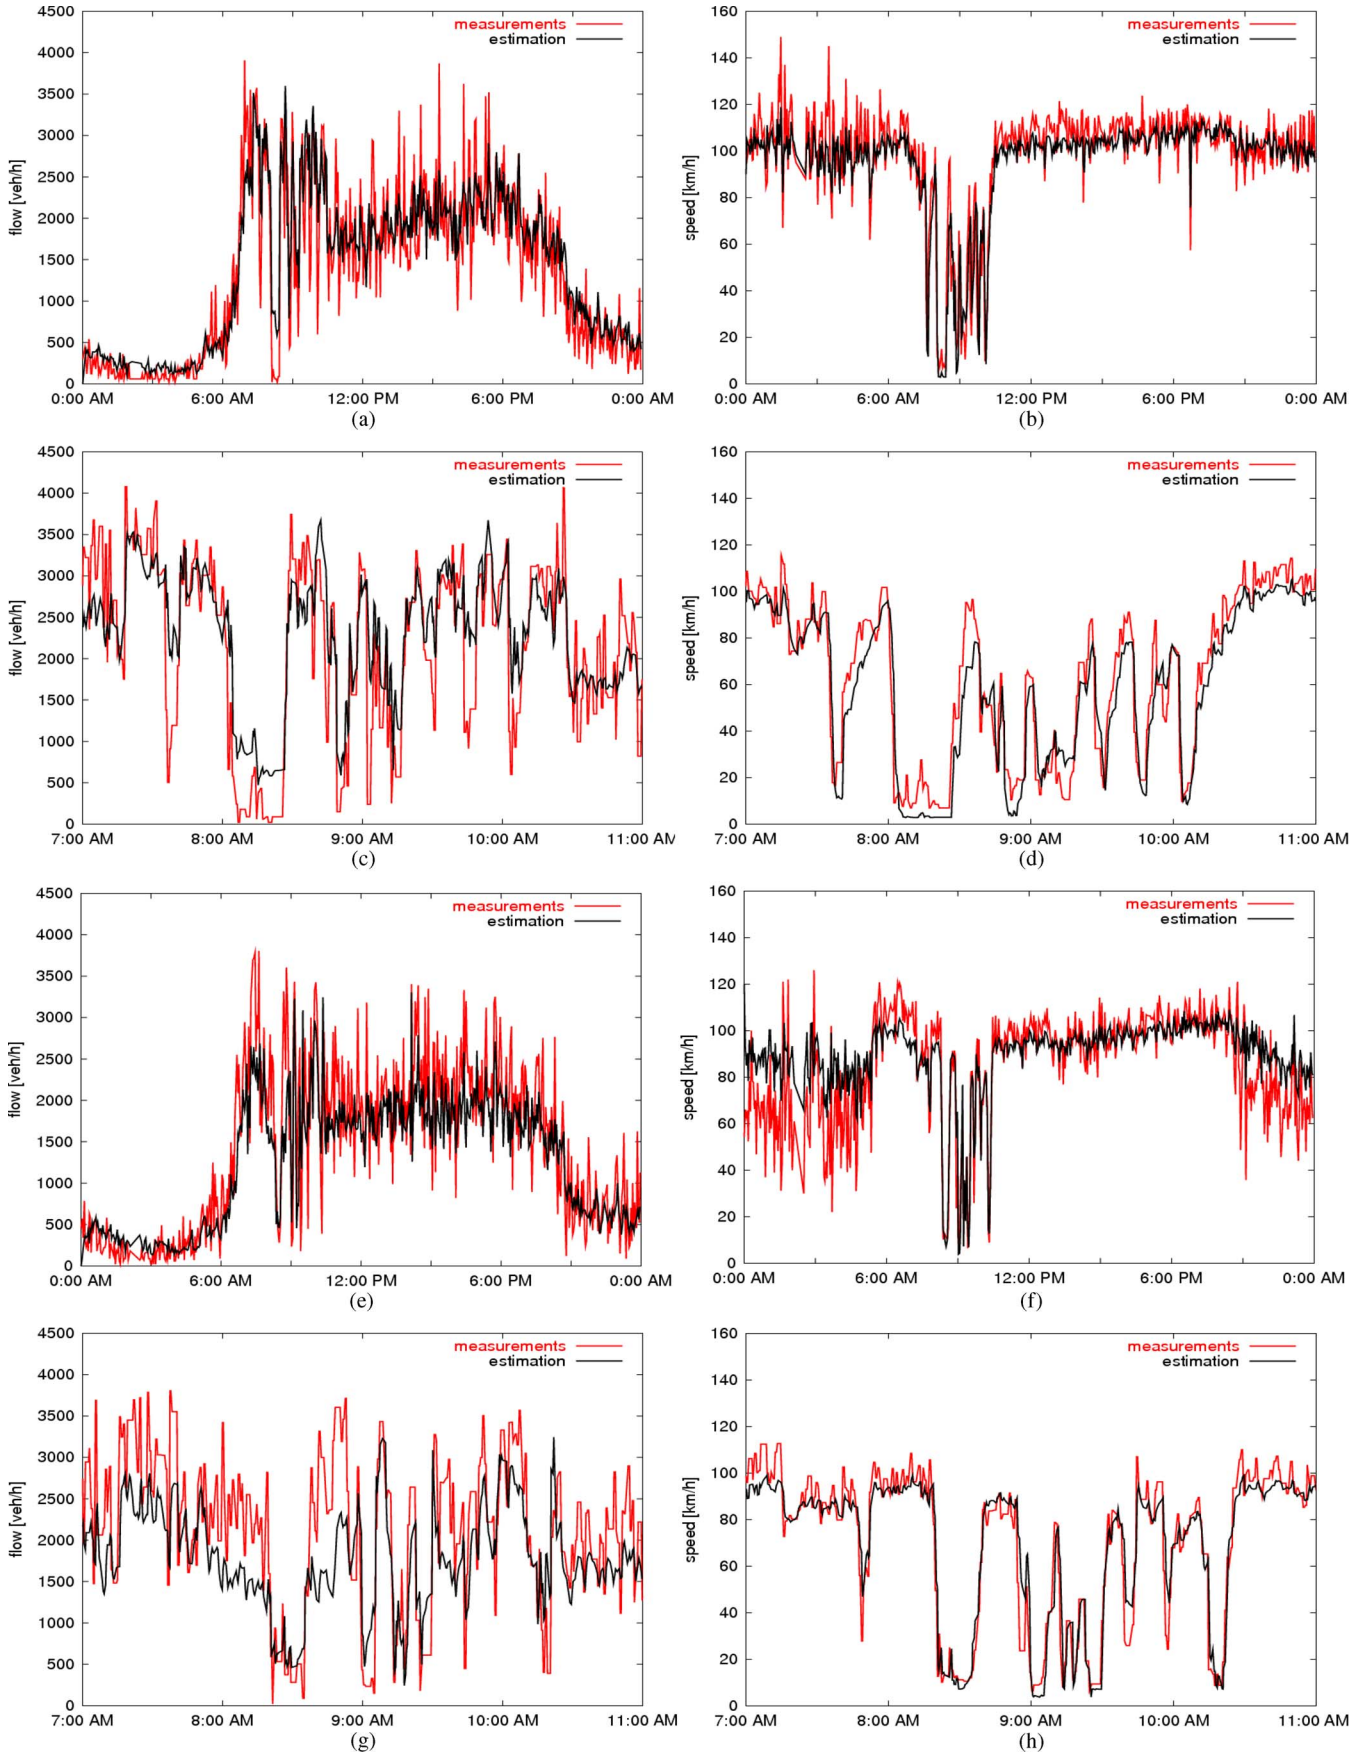 4500
4000
3500
3000
2500
2000
1500
1000
500
0
flow [veh/h]
measurements
estimation
0:00 AM 6:00 AM 12:00 PM 6:00 PM 0:00 AM
(a)
160
140
120
100
80
60
40
20
0
speed [km/h]
measurements
estimation
0:00 AM 6:00 AM 12:00 PM 6:00 PM 0:00 AM
(b)
4500
4000
3500
3000
2500
2000
1500
1000
500
0
flow [veh/h]
measurements
estimation
7:00 AM 8:00 AM 9:00 AM 10:00 AM 11:00 AM
(c)
160
140
120
100
80
60
40
20
0
speed [km/h]
measurements
estimation
7:00 AM 8:00 AM 9:00 AM 10:00 AM 11:00 AM
(d)
4500
4000
3500
3000
2500
2000
1500
1000
500
0
flow [veh/h]
measurements
estimation
0:00 AM 6:00 AM 12:00 PM 6:00 PM 0:00 AM
(e)
160
140
120
100
80
60
40
20
0
speed [km/h]
measurements
estimation
0:00 AM 6:00 AM 12:00 PM 6:00 PM 0:00 AM
(f)
4500
4000
3500
3000
2500
2000
1500
1000
500
0
flow [veh/h]
measurements
estimation
7:00 AM 8:00 AM 9:00 AM 10:00 AM 11:00 AM
(g)
160
140
120
100
80
60
40
20
0
speed [km/h]
measurements
estimation
7:00 AM 8:00 AM 9:00 AM 10:00 AM 11:00 AM
(h)